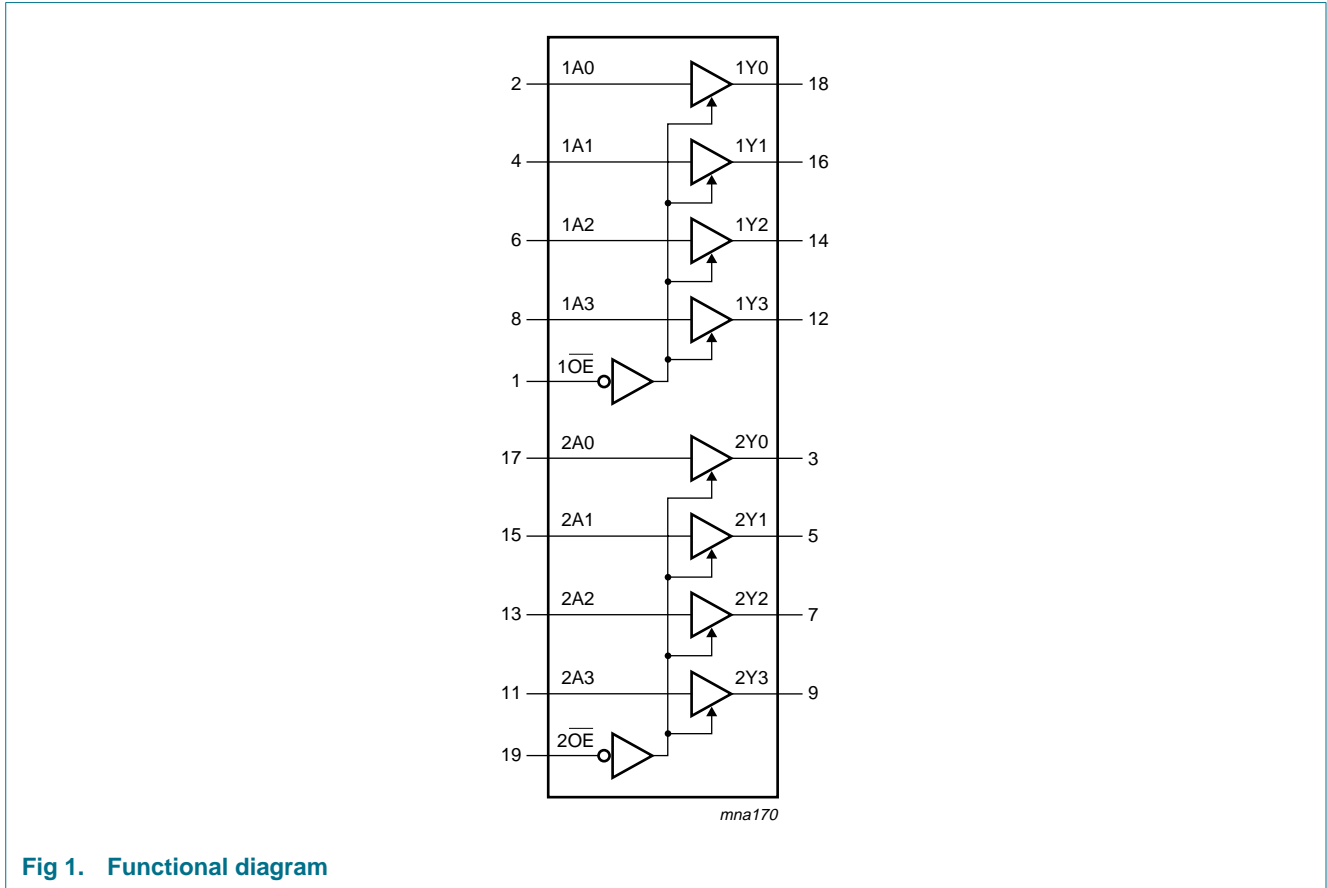 2 1A0 1Y0 18
4 1A1 1Y1 16
6 1A2 1Y2 14
8 1A3 1Y3 12
1 1O̅E̅
17 2A0 2Y0 3
15 2A1 2Y1 5
13 2A2 2Y2 7
11 2A3 2Y3 9
19 2O̅E̅
mna170
Fig 1. Functional diagram